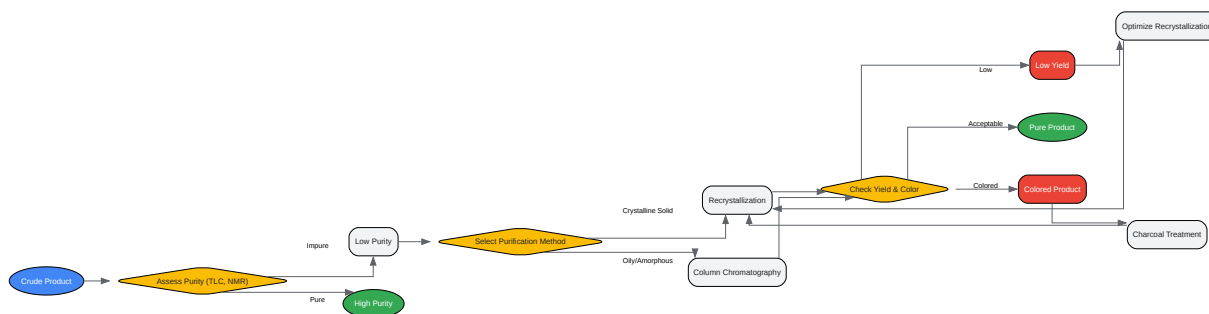 Optimize Recrystallization
Low Yield
Low
Pure Product
Acceptable
Check Yield & Color
Colored
Colored Product
Recrystallization
Crystalline Solid
Charcoal Treatment
Low Purity
Select Purification Method
Impure
Oily/Amorphous
Column Chromatography
Crude Product
Assess Purity (TLC, NMR)
Pure
High Purity